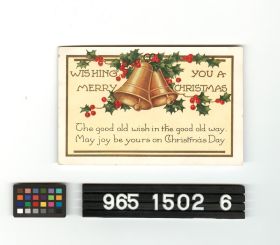 WISHING YOU A
MERRY CHRISTMAS
The good old wish in the good old way.
May joy be yours on Christmas Day
965 1502 6